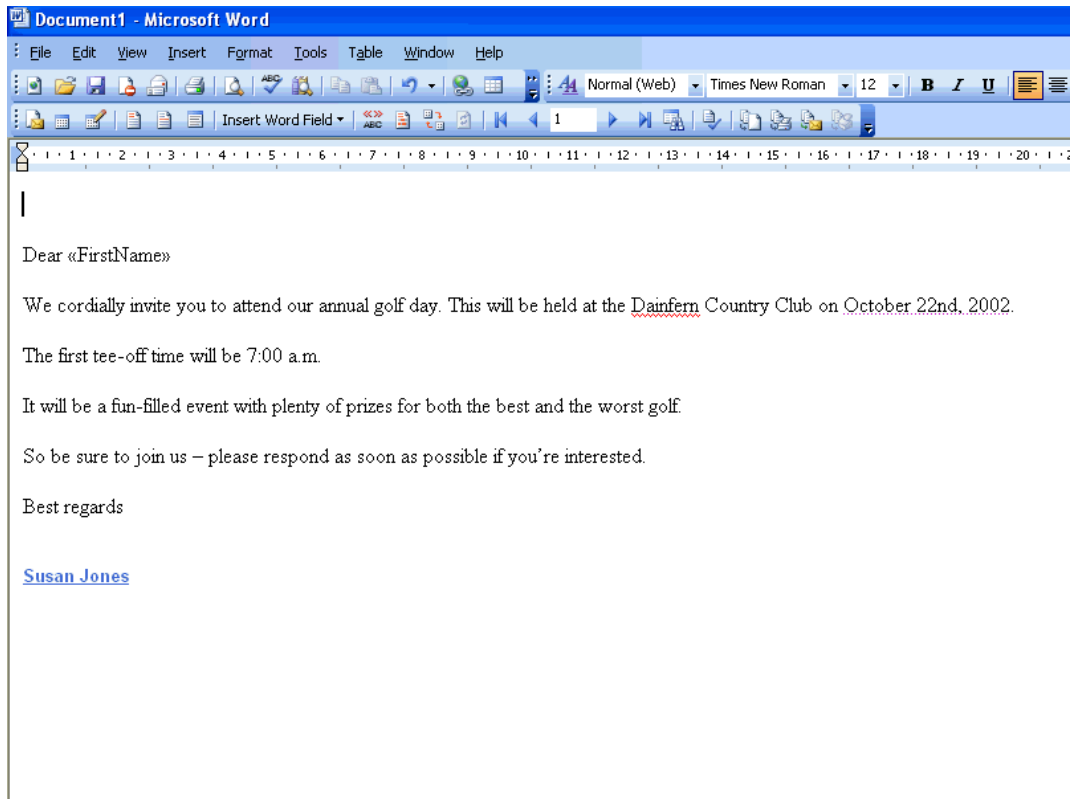 Document1 - Microsoft Word
File Edit View Insert Format Tools Table Window Help
Normal (Web) Times New Roman 12 B I U
Insert Word Field 1
1 2 3 4 5 6 7 8 9 10 11 12 13 14 15 16 17 18 19 20
Dear «FirstName»
We cordially invite you to attend our annual golf day. This will be held at the Dainfern Country Club on October 22nd, 2002.
The first tee-off time will be 7:00 a.m.
It will be a fun-filled event with plenty of prizes for both the best and the worst golf.
So be sure to join us – please respond as soon as possible if you're interested.
Best regards
Susan Jones